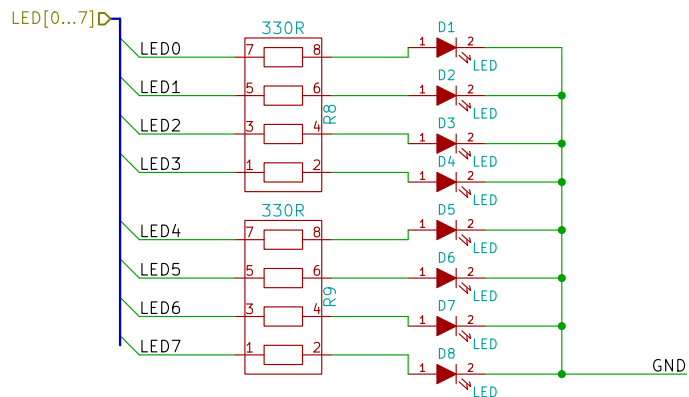 LED[0...7]
330R
D1
LED0 7 8 1 2 LED
D2
LED1 5 6 1 2 LED
R8
D3
LED2 3 4 1 2 LED
D4
LED3 1 2 1 2 LED
330R
D5
LED4 7 8 1 2 LED
D6
LED5 5 6 1 2 LED
R9
D7
LED6 3 4 1 2 LED
D8
LED7 1 2 1 2 LED
GND